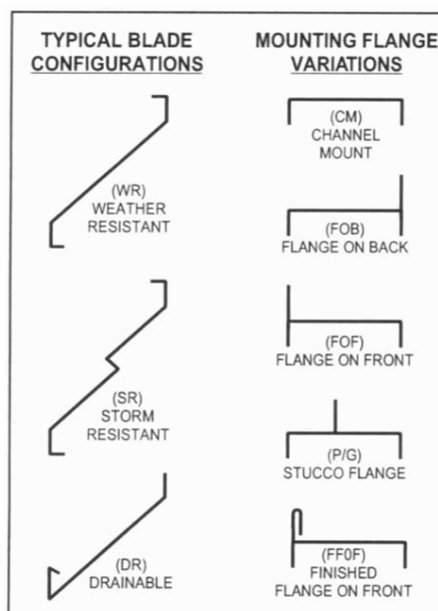 TYPICAL BLADE
CONFIGURATIONS
(WR)
WEATHER
RESISTANT
(SR)
STORM
RESISTANT
(DR)
DRAINABLE
MOUNTING FLANGE
VARIATIONS
(CM)
CHANNEL
MOUNT
(FOB)
FLANGE ON BACK
(FOF)
FLANGE ON FRONT
(P/G)
STUCCO FLANGE
(FF0F)
FINISHED
FLANGE ON FRONT